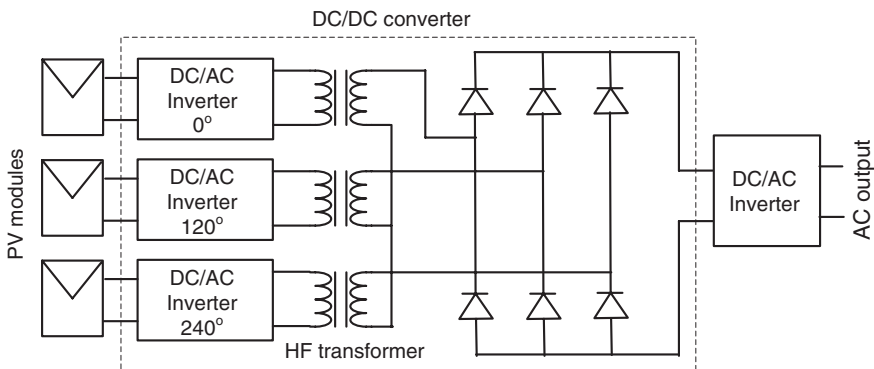 DC/DC converter
PV modules
DC/AC
Inverter
0°
DC/AC
Inverter
120°
DC/AC
Inverter
240°
HF transformer
DC/AC
Inverter
AC output